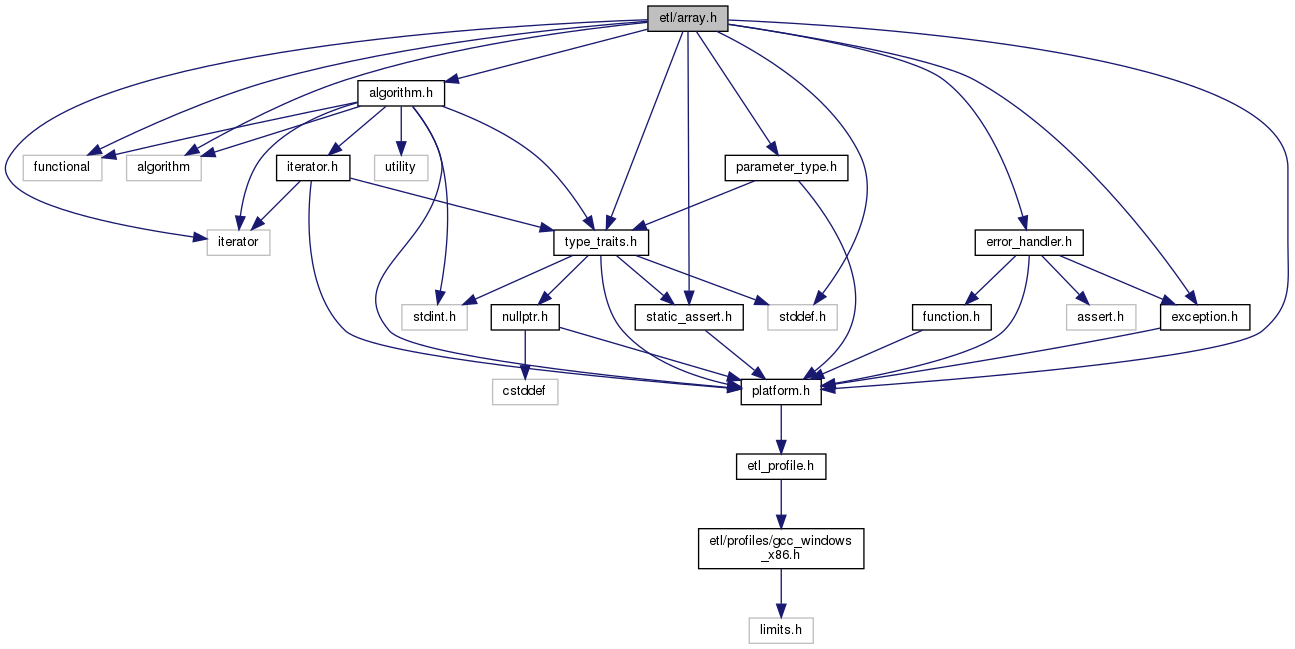 etl/array.h
algorithm.h
functional
algorithm
iterator.h
utility
parameter_type.h
iterator
type_traits.h
error_handler.h
stdint.h
nullptr.h
static_assert.h
stddef.h
function.h
assert.h
exception.h
cstddef
platform.h
etl_profile.h
etl/profiles/gcc_windows
_x86.h
limits.h